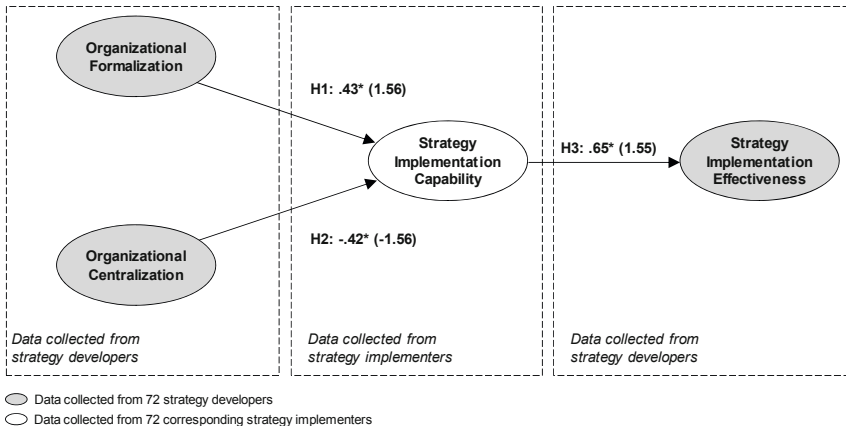 Organizational
Formalization
H1: .43* (1.56)
Strategy
Implementation
Capability
H3: .65* (1.55)
Strategy
Implementation
Effectiveness
H2: -.42* (-1.56)
Organizational
Centralization
Data collected from
strategy developers
Data collected from
strategy implementers
Data collected from
strategy developers
Data collected from 72 strategy developers
Data collected from 72 corresponding strategy implementers